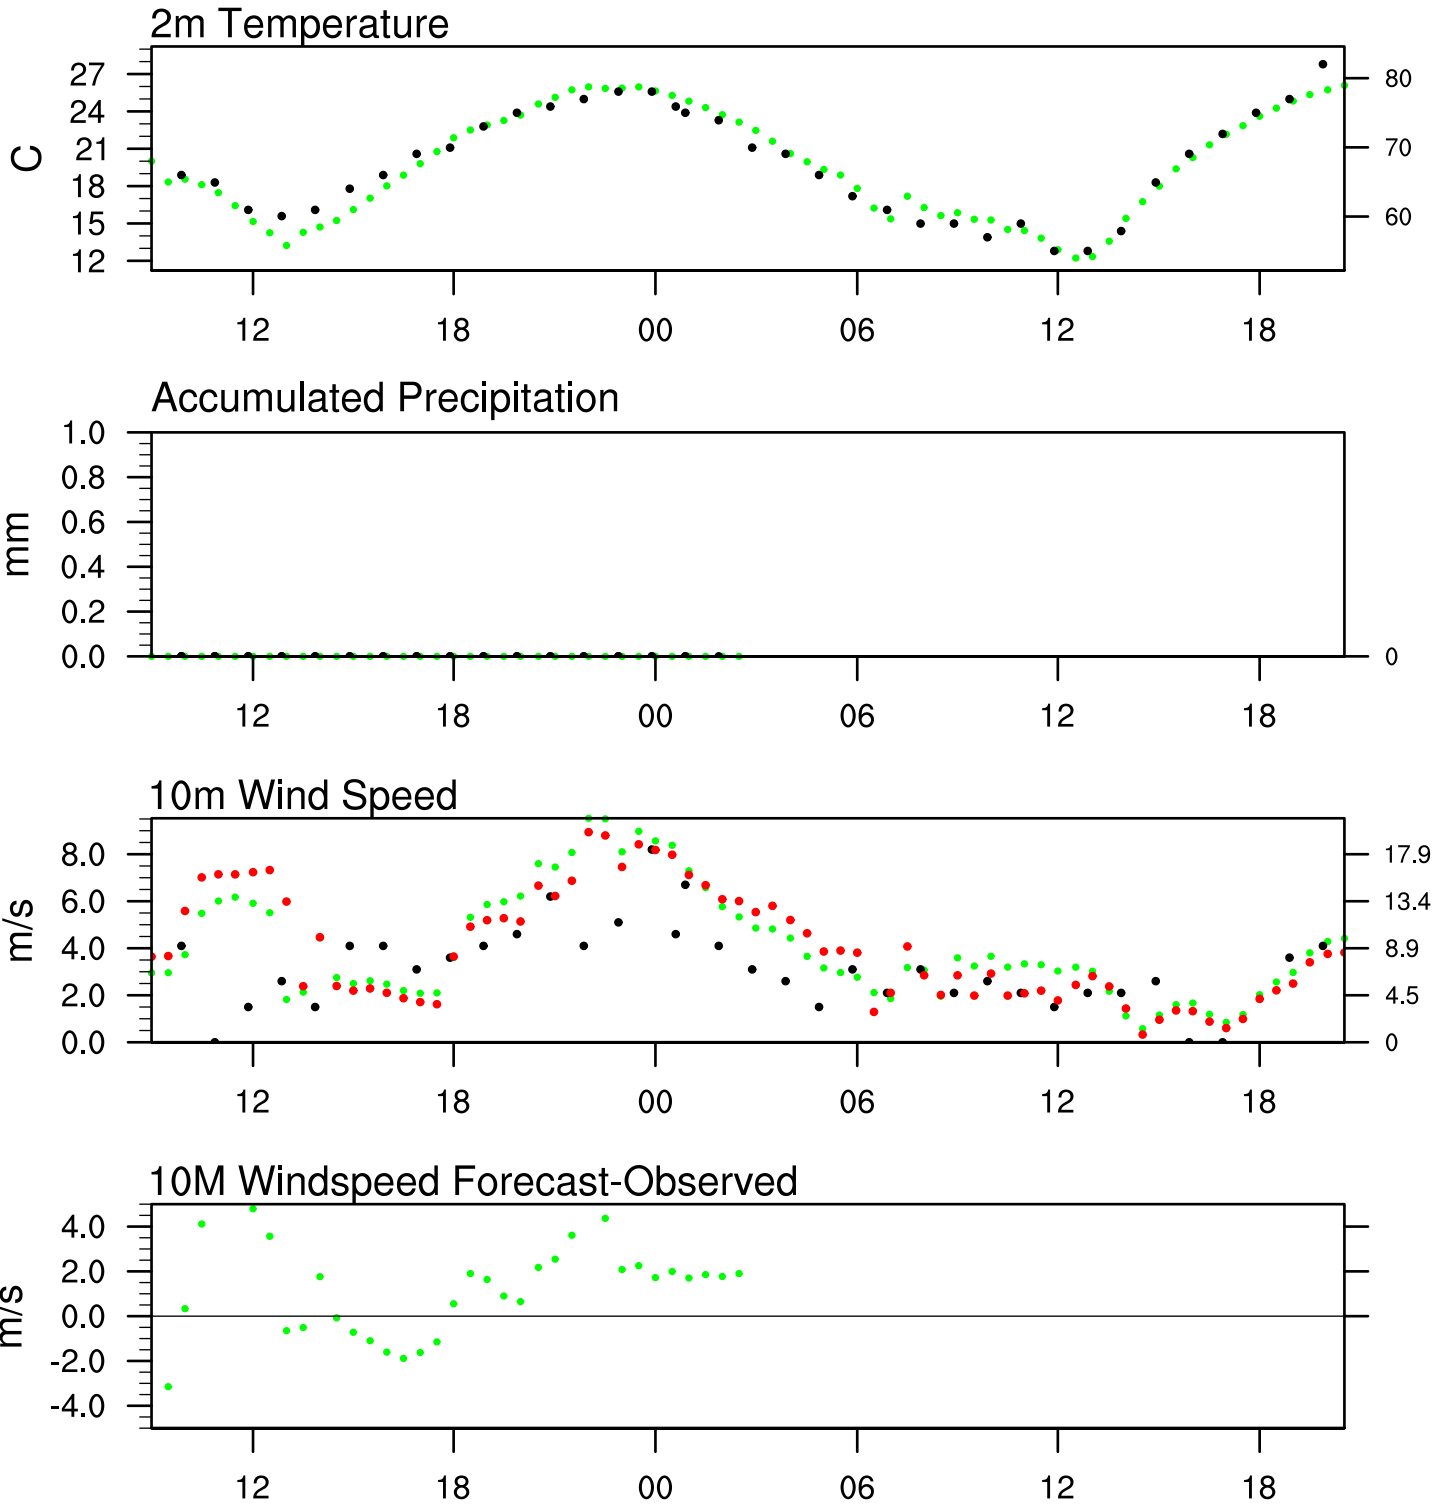 2m Temperature
27
24
21
18
15
12
C
80
70
60
12 18 00 06 12 18
Accumulated Precipitation
1.0
0.8
0.6
0.4
0.2
0.0
mm
0
12 18 00 06 12 18
10m Wind Speed
8.0
6.0
4.0
2.0
0.0
m/s
17.9
13.4
8.9
4.5
0
12 18 00 06 12 18
10M Windspeed Forecast-Observed
4.0
2.0
0.0
-2.0
-4.0
m/s
12 18 00 06 12 18